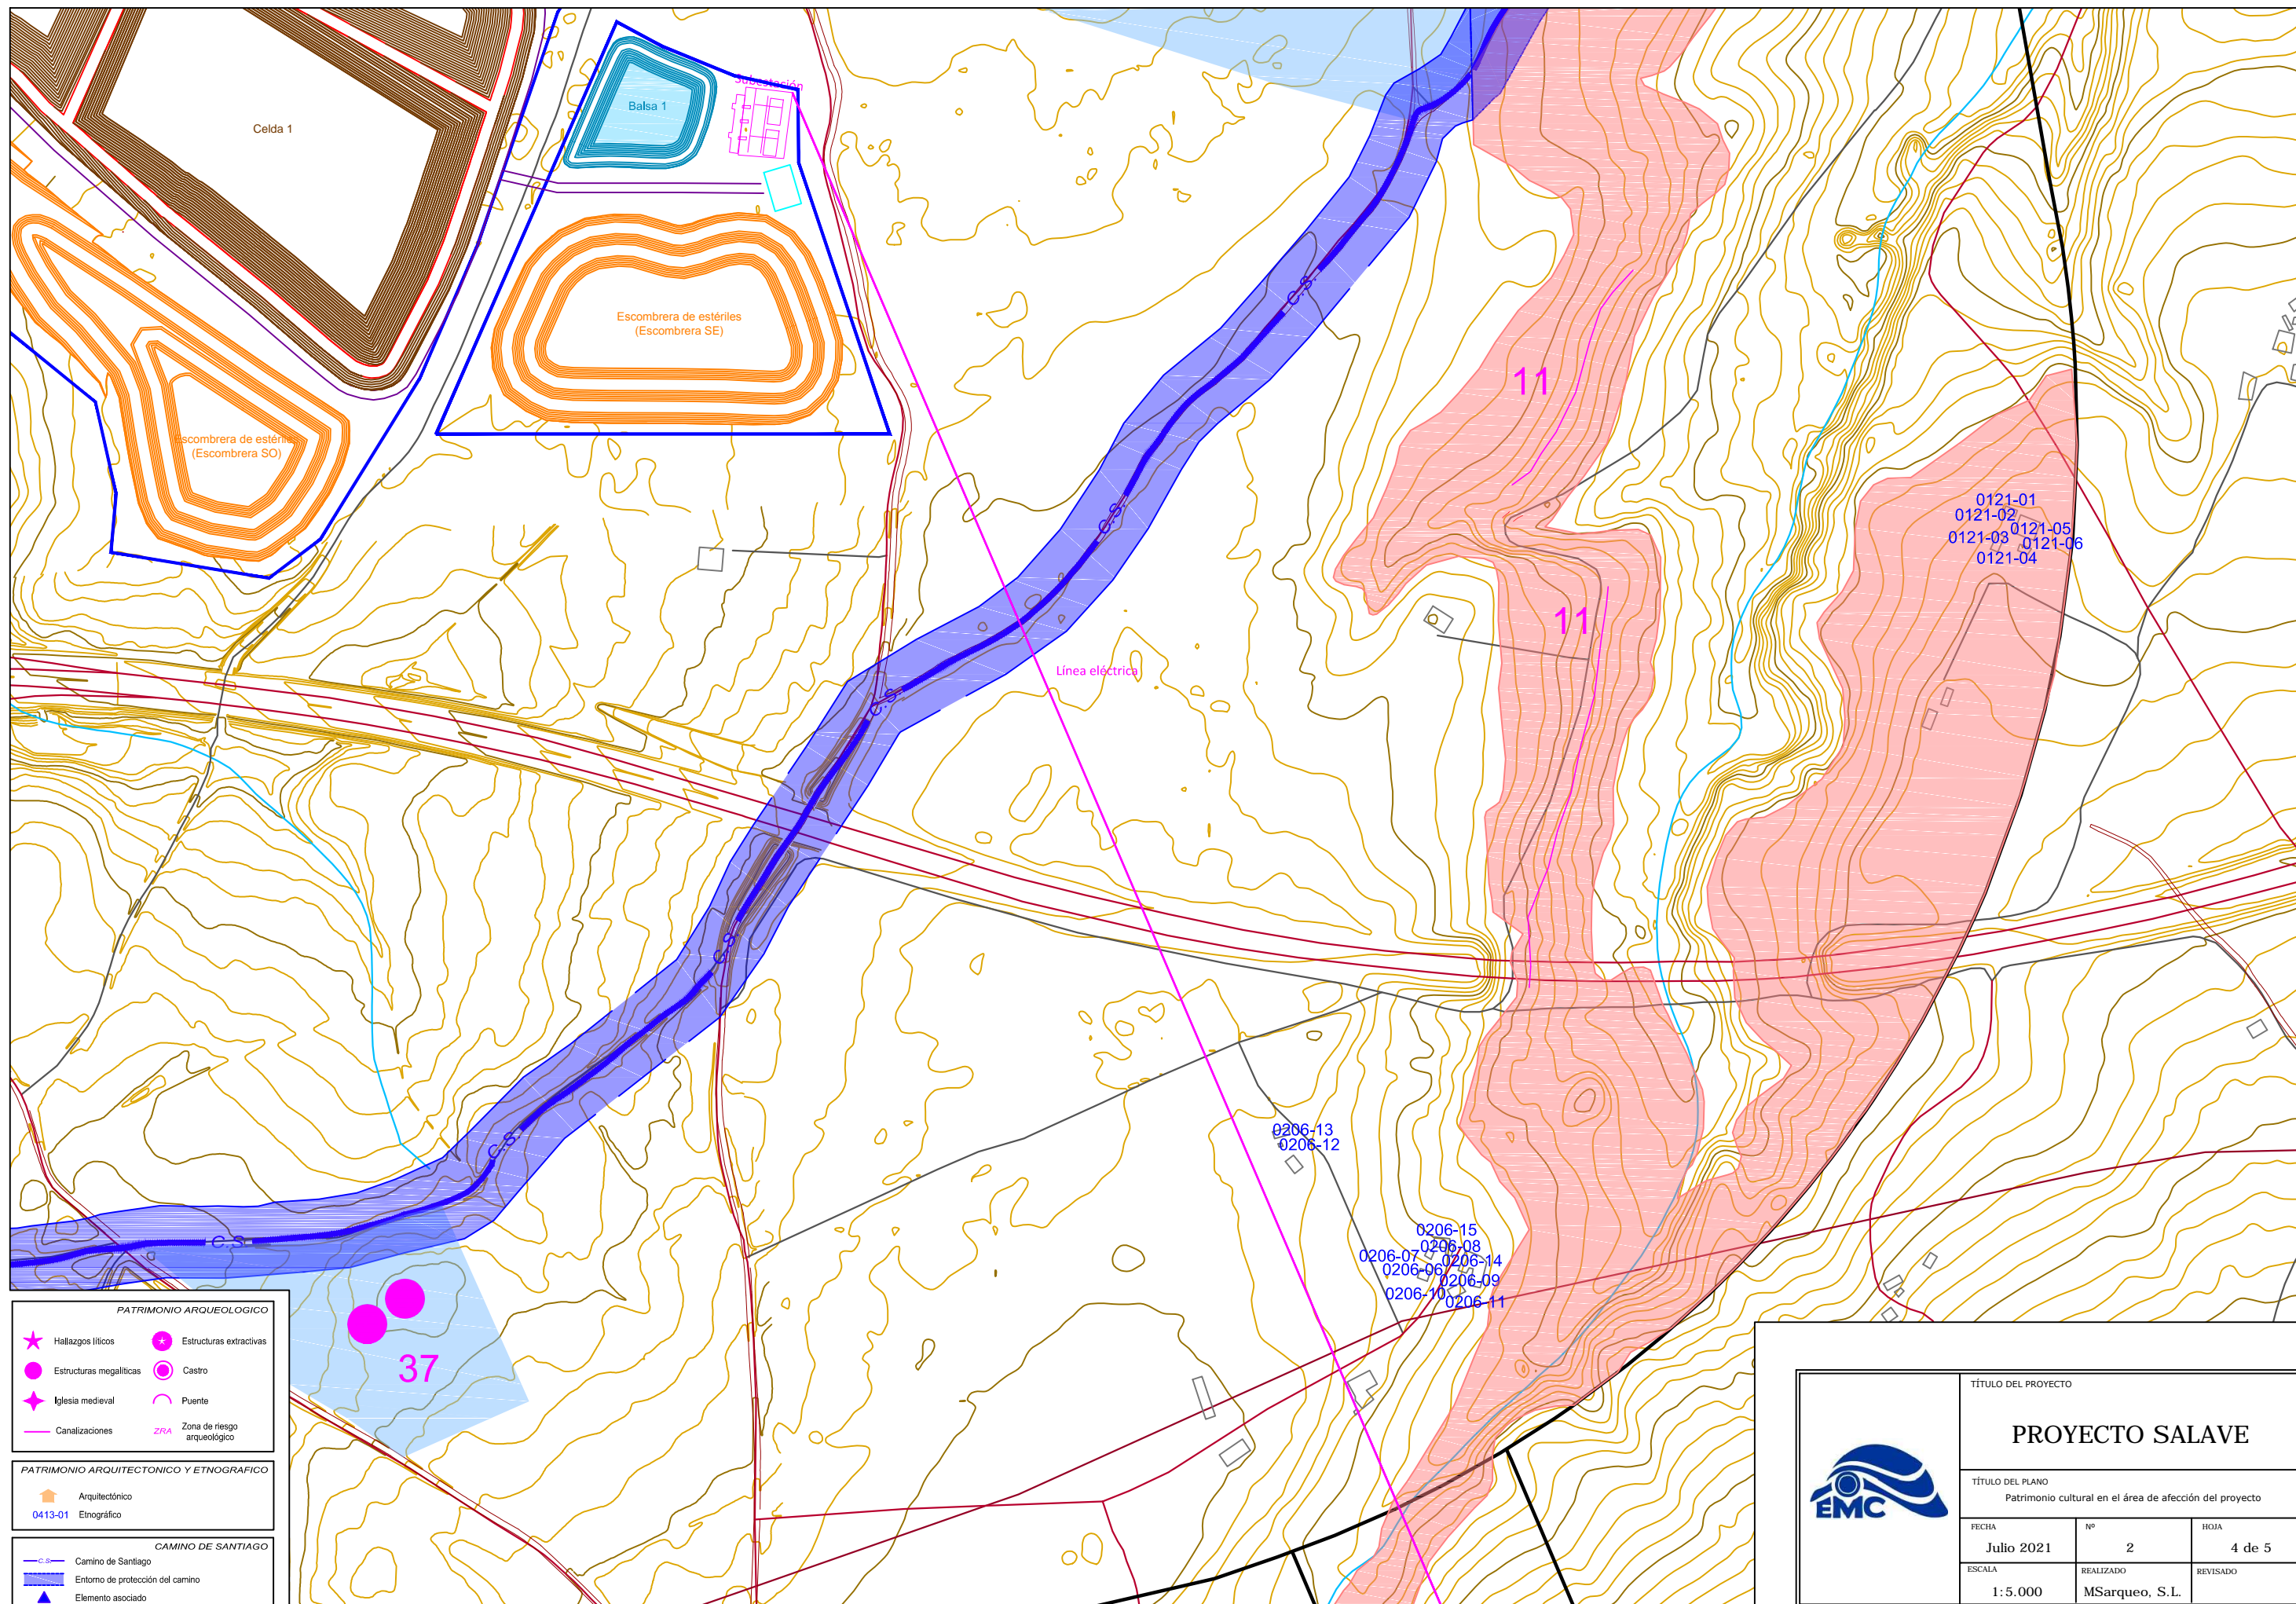 Celda 1
Balsa 1
Subestación
Escombrera de estériles
(Escombrera SE)
Escombrera de estériles
(Escombrera SO)
C.S.
C.S.
C.S.
C.S.
C.S.
C.S.
Línea eléctrica
11
11
0121-01
0121-02
0121-05
0121-03
0121-06
0121-04
0206-13
0206-12
0206-15
0206-08
0206-07
0206-14
0206-06
0206-09
0206-10
0206-11
37
PATRIMONIO ARQUEOLOGICO
Hallazgos líticos
Estructuras extractivas
Estructuras megalíticas
Castro
Iglesia medieval
Puente
Canalizaciones
ZRA
Zona de riesgo
arqueológico
PATRIMONIO ARQUITECTONICO Y ETNOGRAFICO
Arquitectónico
0413-01
Etnográfico
CAMINO DE SANTIAGO
C.S.
Camino de Santiago
Entorno de protección del camino
Elemento asociado
EMC
TÍTULO DEL PROYECTO
PROYECTO SALAVE
TÍTULO DEL PLANO
Patrimonio cultural en el área de afección del proyecto
FECHA
Julio 2021
Nº
2
HOJA
4 de 5
ESCALA
1:5.000
REALIZADO
MSarqueo, S.L.
REVISADO